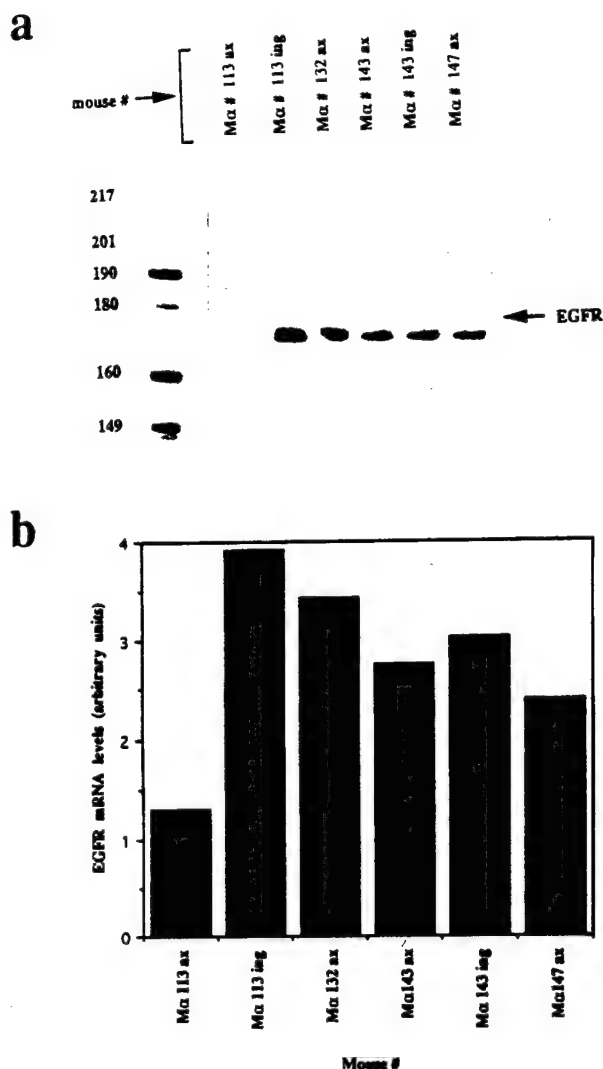 a
mouse #
Mα # 113 ax
Mα # 113 ing
Mα # 132 ax
Mα # 143 ax
Mα # 143 ing
Mα # 147 ax
217
201
190
180
160
149
EGFR
b
EGFR mRNA levels (arbitrary units)
4
3
2
1
0
Mα 113 ax
Mα 113 ing
Mα 132 ax
Mα143 ax
Mα 143 ing
Mα147 ax
Mouse #